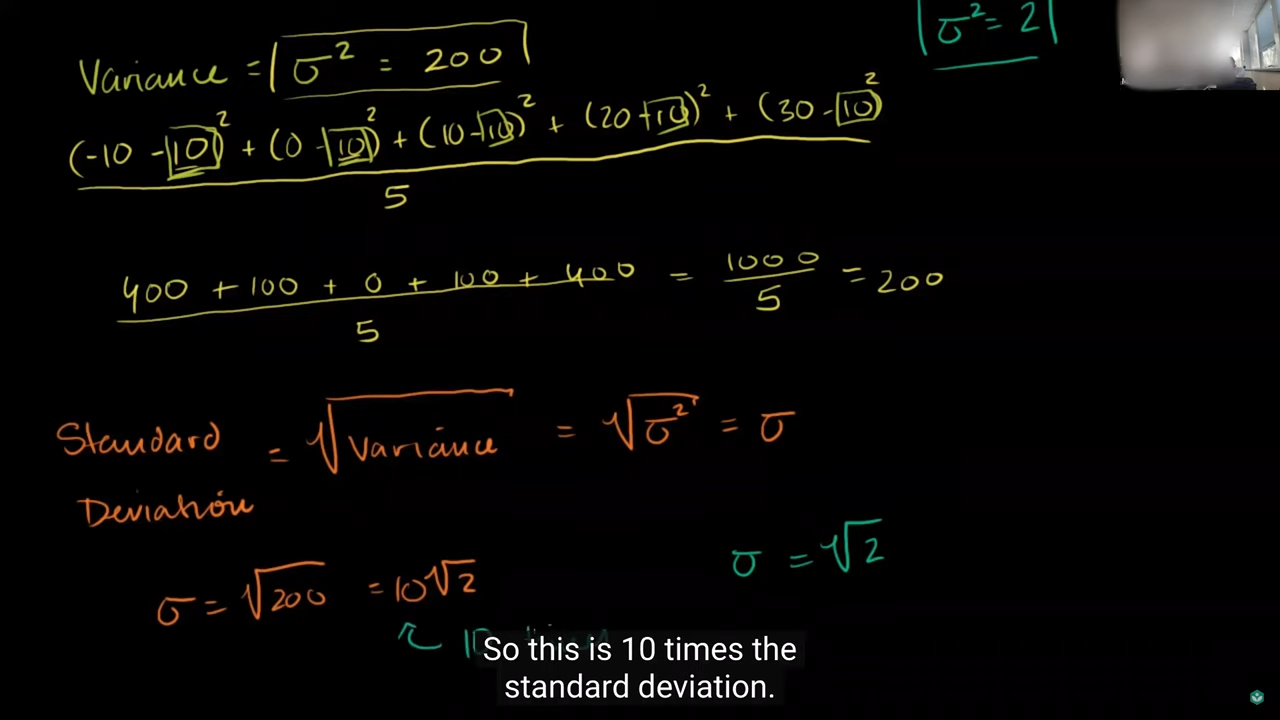 Variance = σ² = 200
σ² = 2
(-10 - 10)² + (0 - 10)² + (10 - 10)² + (20 - 10)² + (30 - 10)²
5
400 + 100 + 0 + 100 + 400 = 1000 = 200
5 5
Standard Deviation = √Variance = √σ² = σ
σ = √200 = 10√2
σ = √2
10
So this is 10 times the
standard deviation.